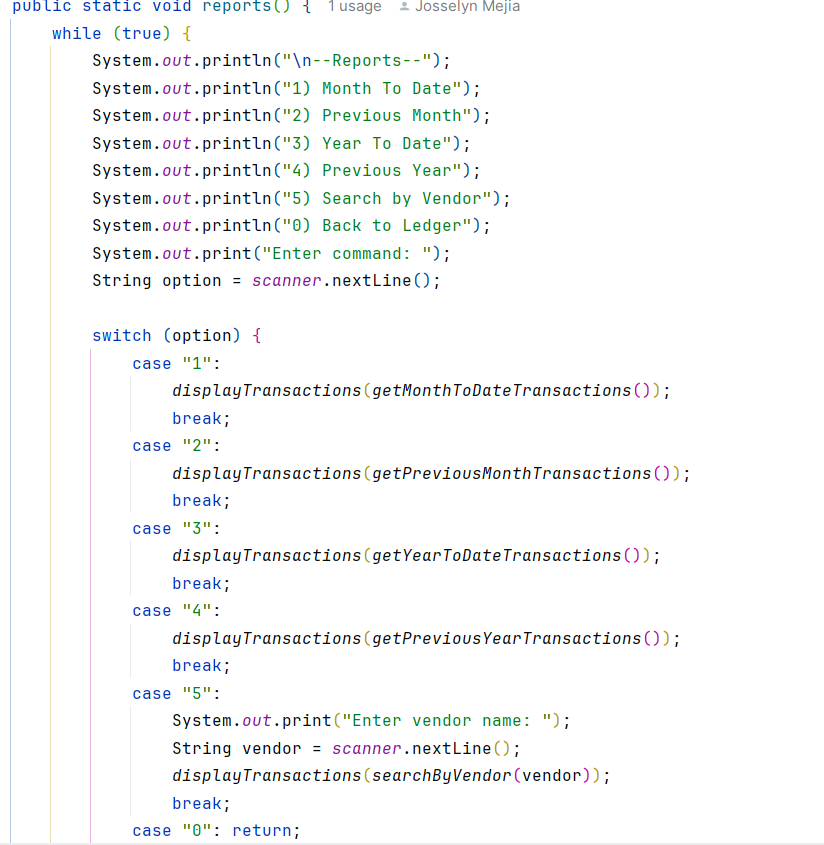 public static void reports() { 1 usage Josselyn Mejia
while (true) {
System.out.println("\n--Reports--");
System.out.println("1) Month To Date");
System.out.println("2) Previous Month");
System.out.println("3) Year To Date");
System.out.println("4) Previous Year");
System.out.println("5) Search by Vendor");
System.out.println("0) Back to Ledger");
System.out.print("Enter command: ");
String option = scanner.nextLine();
switch (option) {
case "1":
displayTransactions(getMonthToDateTransactions());
break;
case "2":
displayTransactions(getPreviousMonthTransactions());
break;
case "3":
displayTransactions(getYearToDateTransactions());
break;
case "4":
displayTransactions(getPreviousYearTransactions());
break;
case "5":
System.out.print("Enter vendor name: ");
String vendor = scanner.nextLine();
displayTransactions(searchByVendor(vendor));
break;
case "0": return;